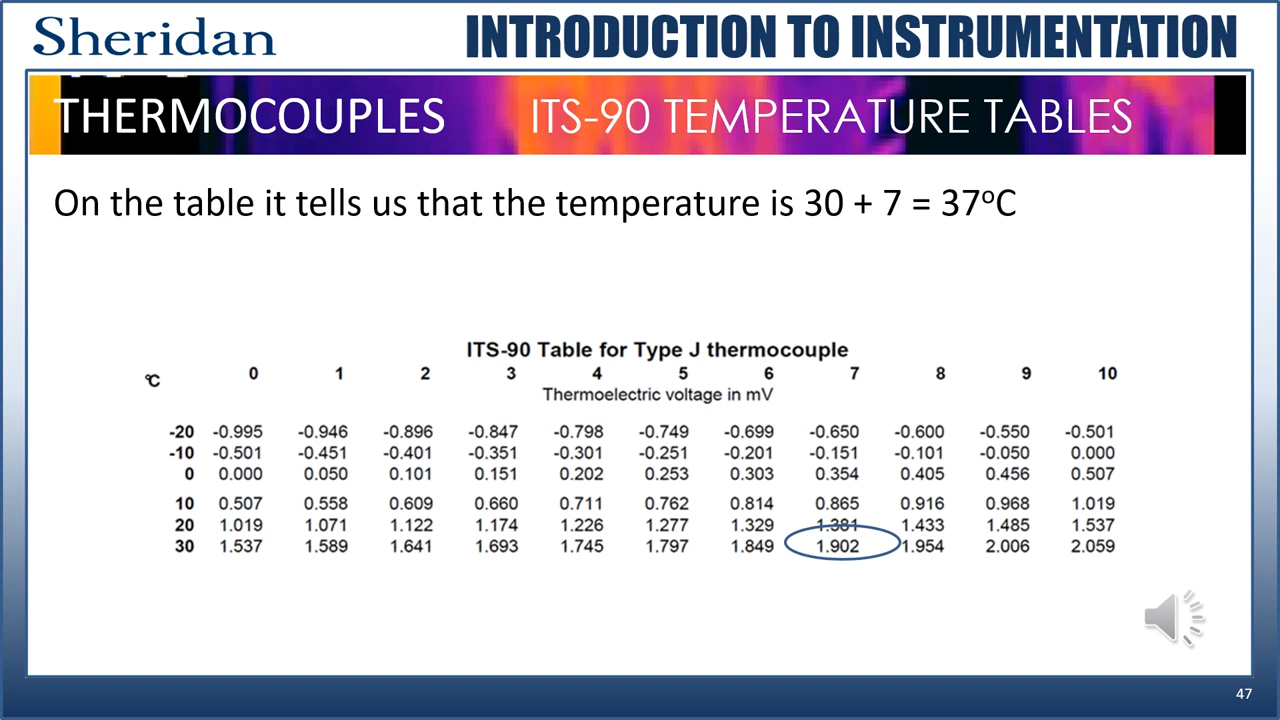 Sheridan
INTRODUCTION TO INSTRUMENTATION
THERMOCOUPLES ITS-90 TEMPERATURE TABLES
On the table it tells us that the temperature is 30 + 7 = 37°C
ITS-90 Table for Type J thermocouple
°C 0 1 2 3 4 5 6 7 8 9 10
Thermoelectric voltage in mV
-20 -0.995 -0.946 -0.896 -0.847 -0.798 -0.749 -0.699 -0.650 -0.600 -0.550 -0.501
-10 -0.501 -0.451 -0.401 -0.351 -0.301 -0.251 -0.201 -0.151 -0.101 -0.050 0.000
0 0.000 0.050 0.101 0.151 0.202 0.253 0.303 0.354 0.405 0.456 0.507
10 0.507 0.558 0.609 0.660 0.711 0.762 0.814 0.865 0.916 0.968 1.019
20 1.019 1.071 1.122 1.174 1.226 1.277 1.329 1.381 1.433 1.485 1.537
30 1.537 1.589 1.641 1.693 1.745 1.797 1.849 1.902 1.954 2.006 2.059
47